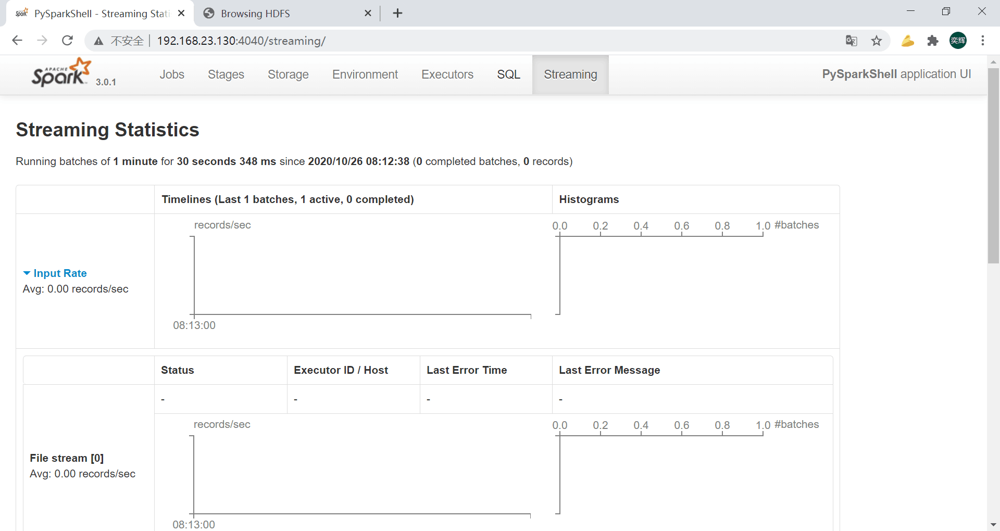 PySparkShell - Streaming Stati
Browsing HDFS
不安全 192.168.23.130:4040/streaming/
奕辉
APACHE Spark 3.0.1
Jobs Stages Storage Environment Executors SQL Streaming PySparkShell application UI
Streaming Statistics
Running batches of 1 minute for 30 seconds 348 ms since 2020/10/26 08:12:38 (0 completed batches, 0 records)
Timelines (Last 1 batches, 1 active, 0 completed) Histograms
records/sec 0.0 0.2 0.4 0.6 0.8 1.0 #batches
Input Rate
Avg: 0.00 records/sec
08:13:00
Status Executor ID / Host Last Error Time Last Error Message
- - - -
records/sec 0.0 0.2 0.4 0.6 0.8 1.0 #batches
File stream [0]
Avg: 0.00 records/sec
08:13:00